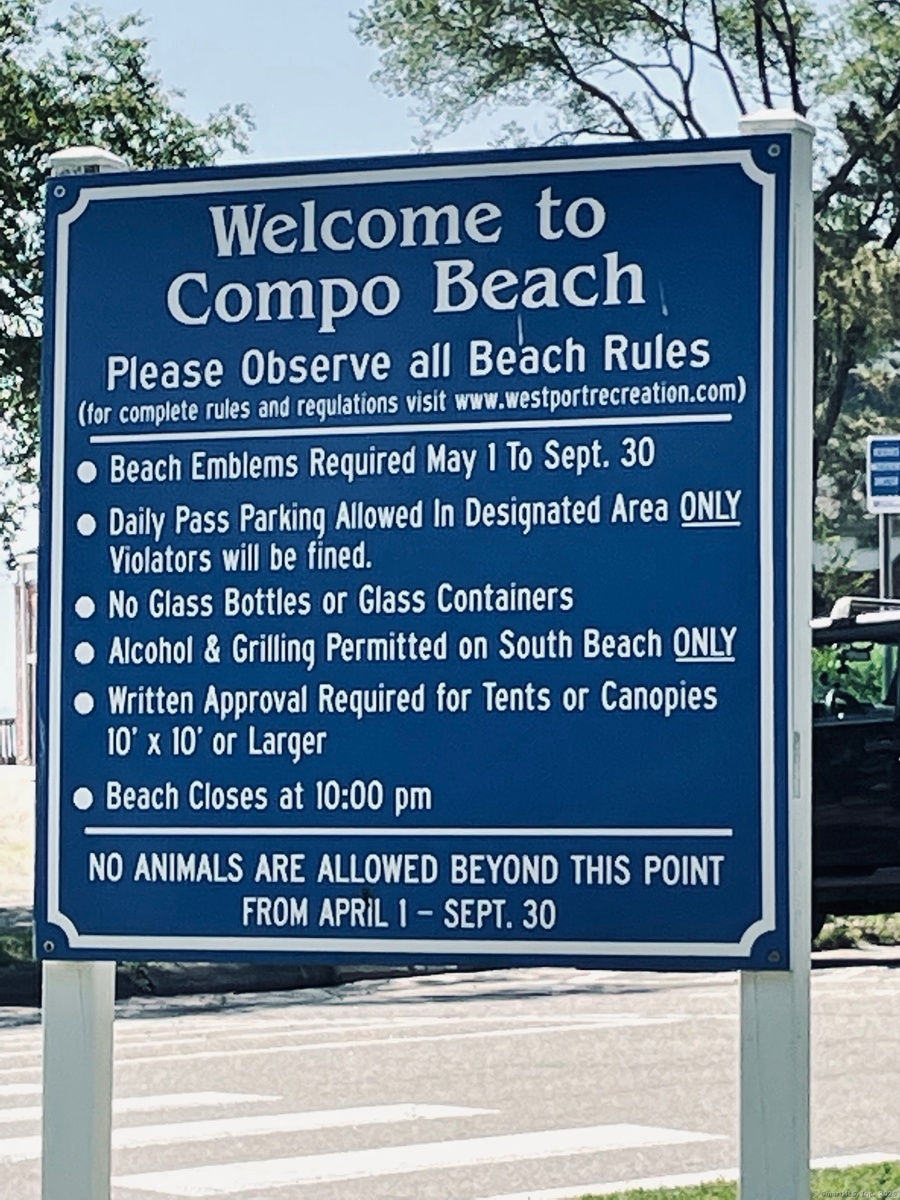 Welcome to
Compo Beach
Please Observe all Beach Rules
(for complete rules and regulations visit www.westportrecreation.com)
● Beach Emblems Required May 1 To Sept. 30
● Daily Pass Parking Allowed In Designated Area ONLY
Violators will be fined.
● No Glass Bottles or Glass Containers
● Alcohol & Grilling Permitted on South Beach ONLY
● Written Approval Required for Tents or Canopies
10' x 10' or Larger
● Beach Closes at 10:00 pm
NO ANIMALS ARE ALLOWED BEYOND THIS POINT
FROM APRIL 1 – SEPT. 30